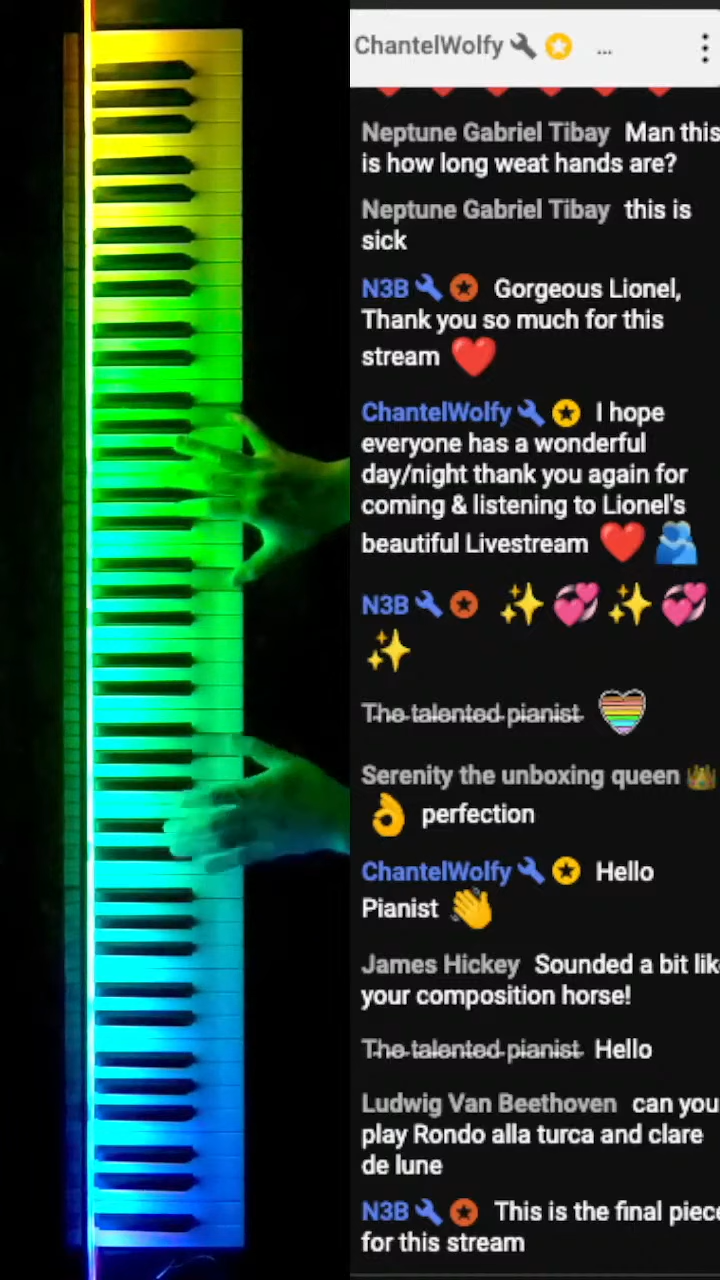 ChantelWolfy ...
Neptune Gabriel Tibay Man this
is how long weat hands are?
Neptune Gabriel Tibay this is
sick
N3B Gorgeous Lionel,
Thank you so much for this
stream ❤️
ChantelWolfy I hope
everyone has a wonderful
day/night thank you again for
coming & listening to Lionel's
beautiful Livestream ❤️ 🫂
N3B ✨ 💞 ✨ 💞
✨
The talented pianist
Serenity the unboxing queen 👑
👌 perfection
ChantelWolfy Hello
Pianist 👋
James Hickey Sounded a bit lik
your composition horse!
The talented pianist Hello
Ludwig Van Beethoven can you
play Rondo alla turca and clare
de lune
N3B This is the final piece
for this stream